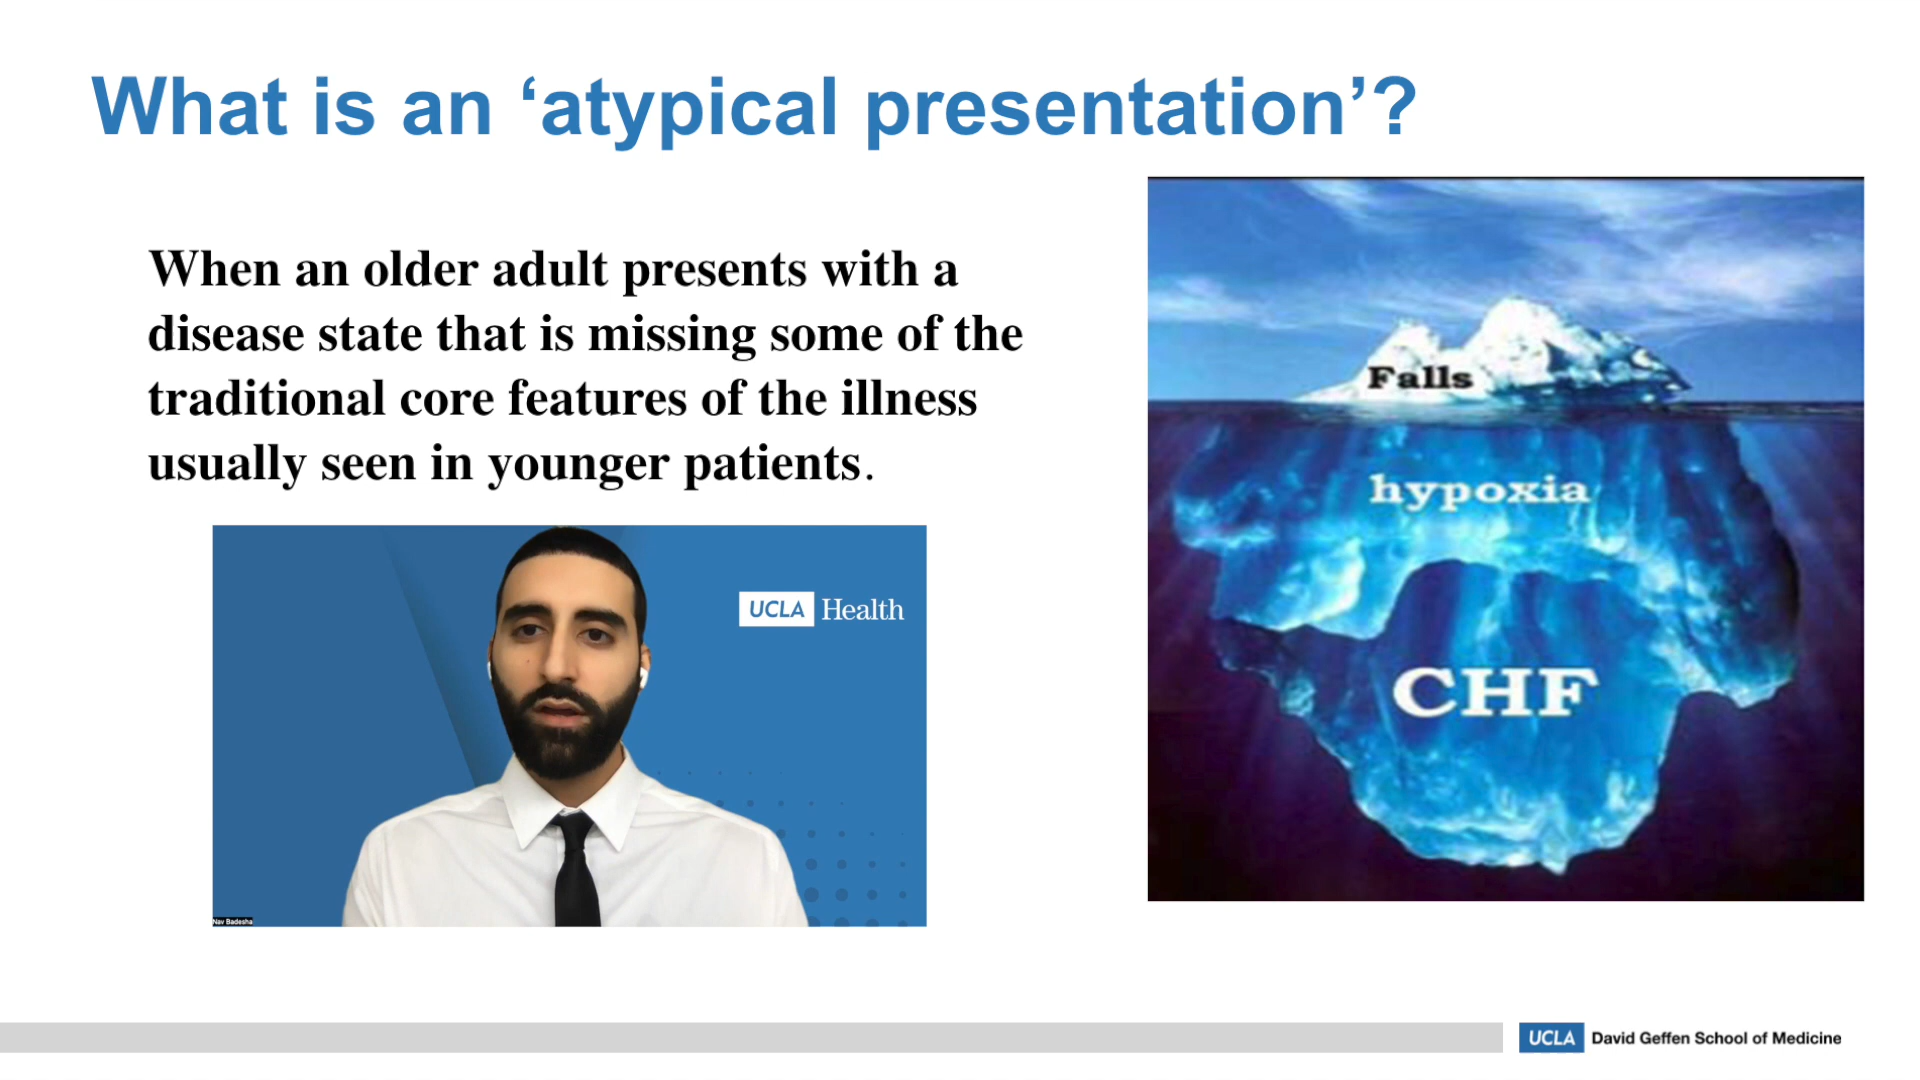 What is an ‘atypical presentation’?
When an older adult presents with a
disease state that is missing some of the
traditional core features of the illness
usually seen in younger patients.
Falls
hypoxia
CHF
UCLA Health
Nav Badesha
UCLA David Geffen School of Medicine